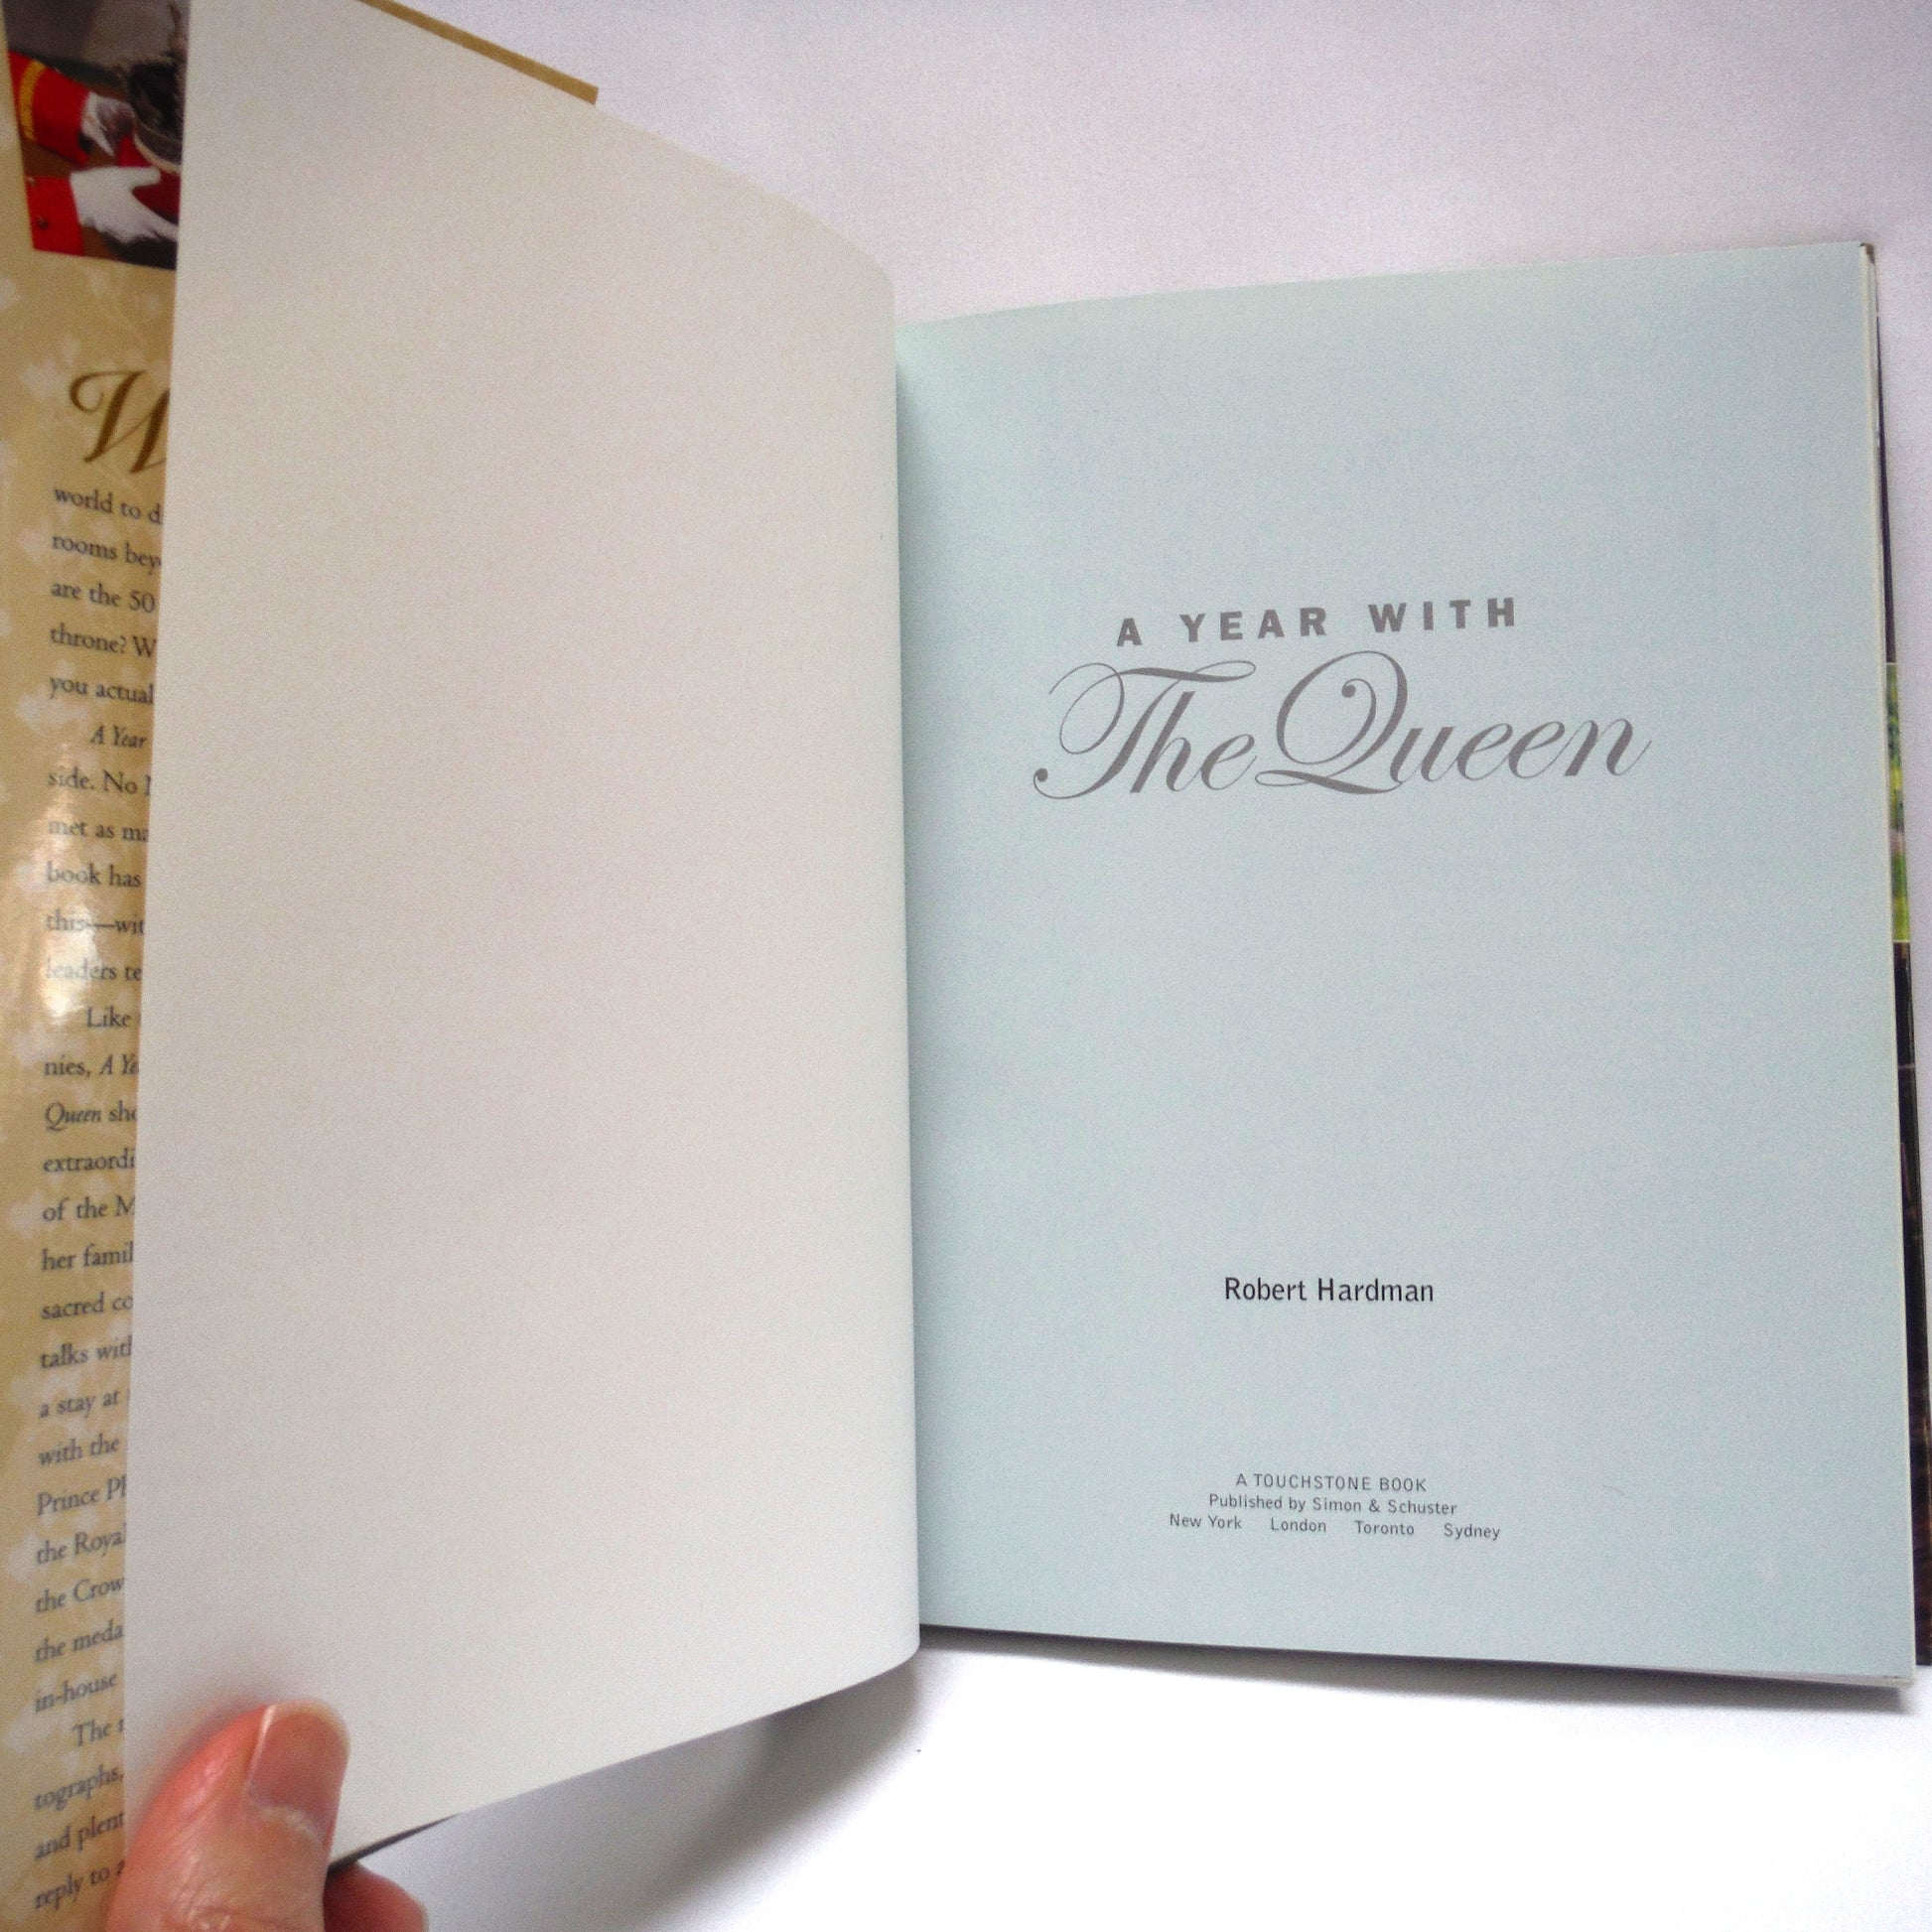 W
world to d
rooms bey
are the 50
throne? W
you actual
A Year
side. No
met as ma
book has
this—wit
leaders te
Like
nies, A Ye
Queen sho
extraordi
of the M
her famil
sacred co
talks with
a stay at
with the
Prince Ph
the Royal
the Crow
the meda
in-house
The
tographs,
and plent
reply to a
A YEAR WITH
The Queen
Robert Hardman
A TOUCHSTONE BOOK
Published by Simon & Schuster
New York London Toronto Sydney